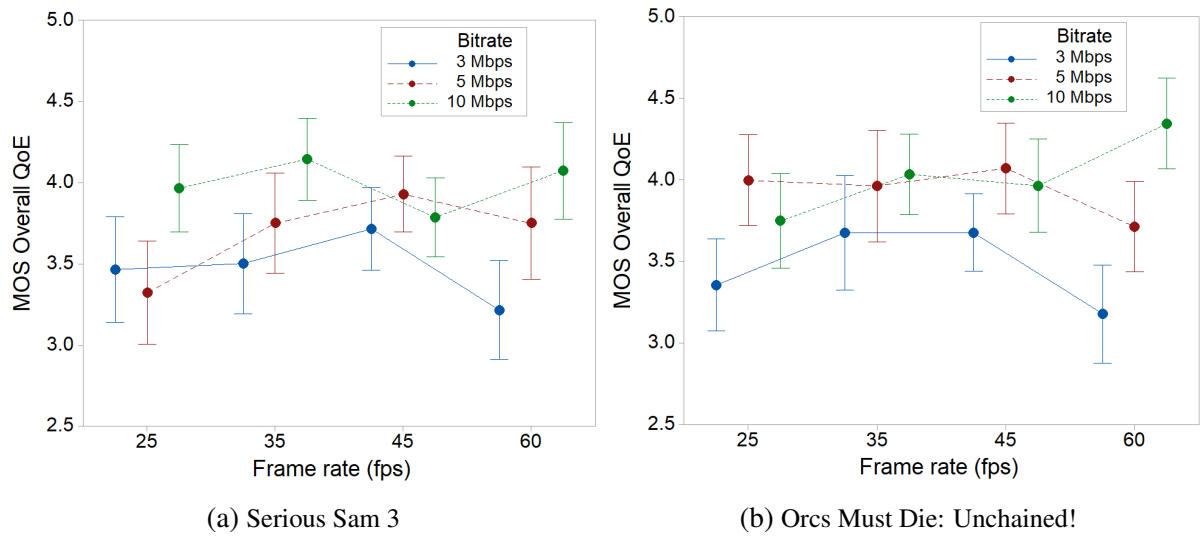 5.0
4.5
4.0
3.5
3.0
2.5
MOS Overall QoE
Bitrate
3 Mbps
5 Mbps
10 Mbps
25 35 45 60
Frame rate (fps)
(a) Serious Sam 3
5.0
4.5
4.0
3.5
3.0
2.5
MOS Overall QoE
Bitrate
3 Mbps
5 Mbps
10 Mbps
25 35 45 60
Frame rate (fps)
(b) Orcs Must Die: Unchained!